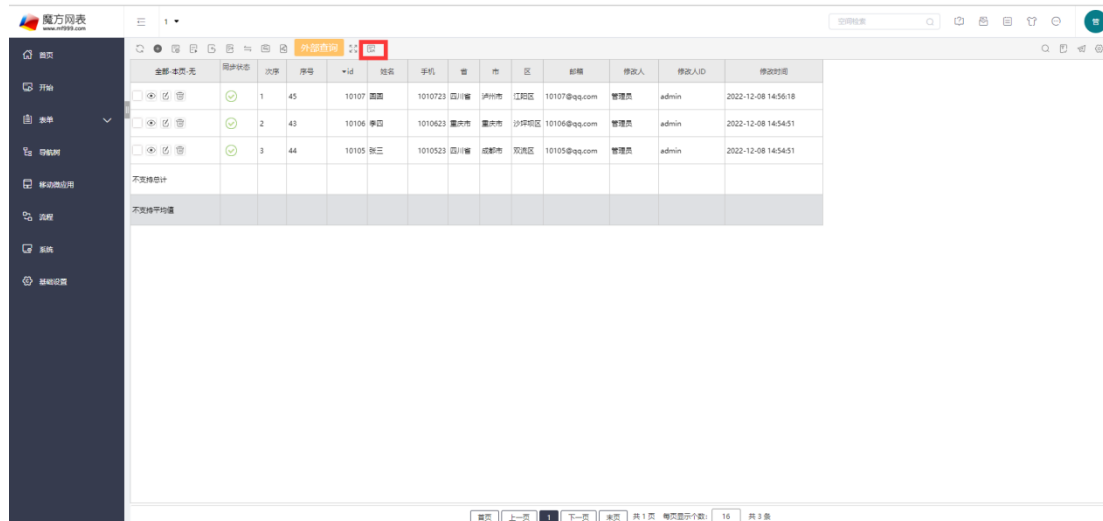 魔方网表
www.mf999.com
1
空间检索
管
首页
开始
表单
导航树
移动微应用
流程
系统
基础设置
外部查询
全部-本页-无 同步状态 次序 序号 id 姓名 手机 省 市 区 邮箱 修改人 修改人ID 修改时间
1 45 10107 圆圆 1010723 四川省 泸州市 江阳区 10107@qq.com 管理员 admin 2022-12-08 14:56:18
2 43 10106 李四 1010623 重庆市 重庆市 沙坪坝区 10106@qq.com 管理员 admin 2022-12-08 14:54:51
3 44 10105 张三 1010523 四川省 成都市 双流区 10105@qq.com 管理员 admin 2022-12-08 14:54:51
不支持总计
不支持平均值
首页 上一页 1 下一页 末页 共 1 页 每页显示个数: 16 共 3 条